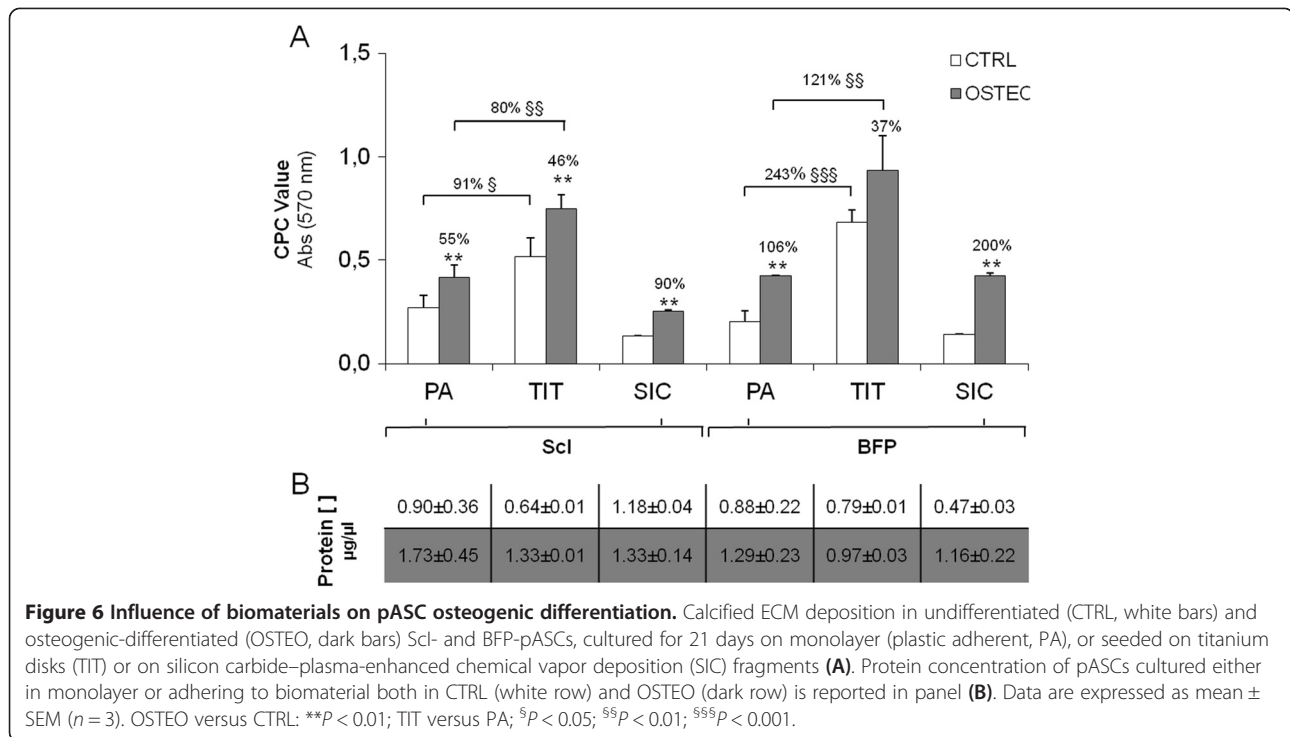 A
1,5
1,0
0,5
0,0
CPC Value
Abs (570 nm)
CTRL
OSTEO
55%
**
91% §
80% §§
46%
**
90%
**
106%
**
243% §§§
121% §§
37%
200%
**
PA TIT SIC PA TIT SIC
ScI BFP
B
Protein [ ]
µg/µl
0.90±0.36 0.64±0.01 1.18±0.04 0.88±0.22 0.79±0.01 0.47±0.03
1.73±0.45 1.33±0.01 1.33±0.14 1.29±0.23 0.97±0.03 1.16±0.22
Figure 6 Influence of biomaterials on pASC osteogenic differentiation. Calcified ECM deposition in undifferentiated (CTRL, white bars) and
osteogenic-differentiated (OSTEO, dark bars) ScI- and BFP-pASCs, cultured for 21 days on monolayer (plastic adherent, PA), or seeded on titanium
disks (TIT) or on silicon carbide–plasma-enhanced chemical vapor deposition (SIC) fragments (A). Protein concentration of pASCs cultured either
in monolayer or adhering to biomaterial both in CTRL (white row) and OSTEO (dark row) is reported in panel (B). Data are expressed as mean ±
SEM (n = 3). OSTEO versus CTRL: **P < 0.01; TIT versus PA; §P < 0.05; §§P < 0.01; §§§P < 0.001.